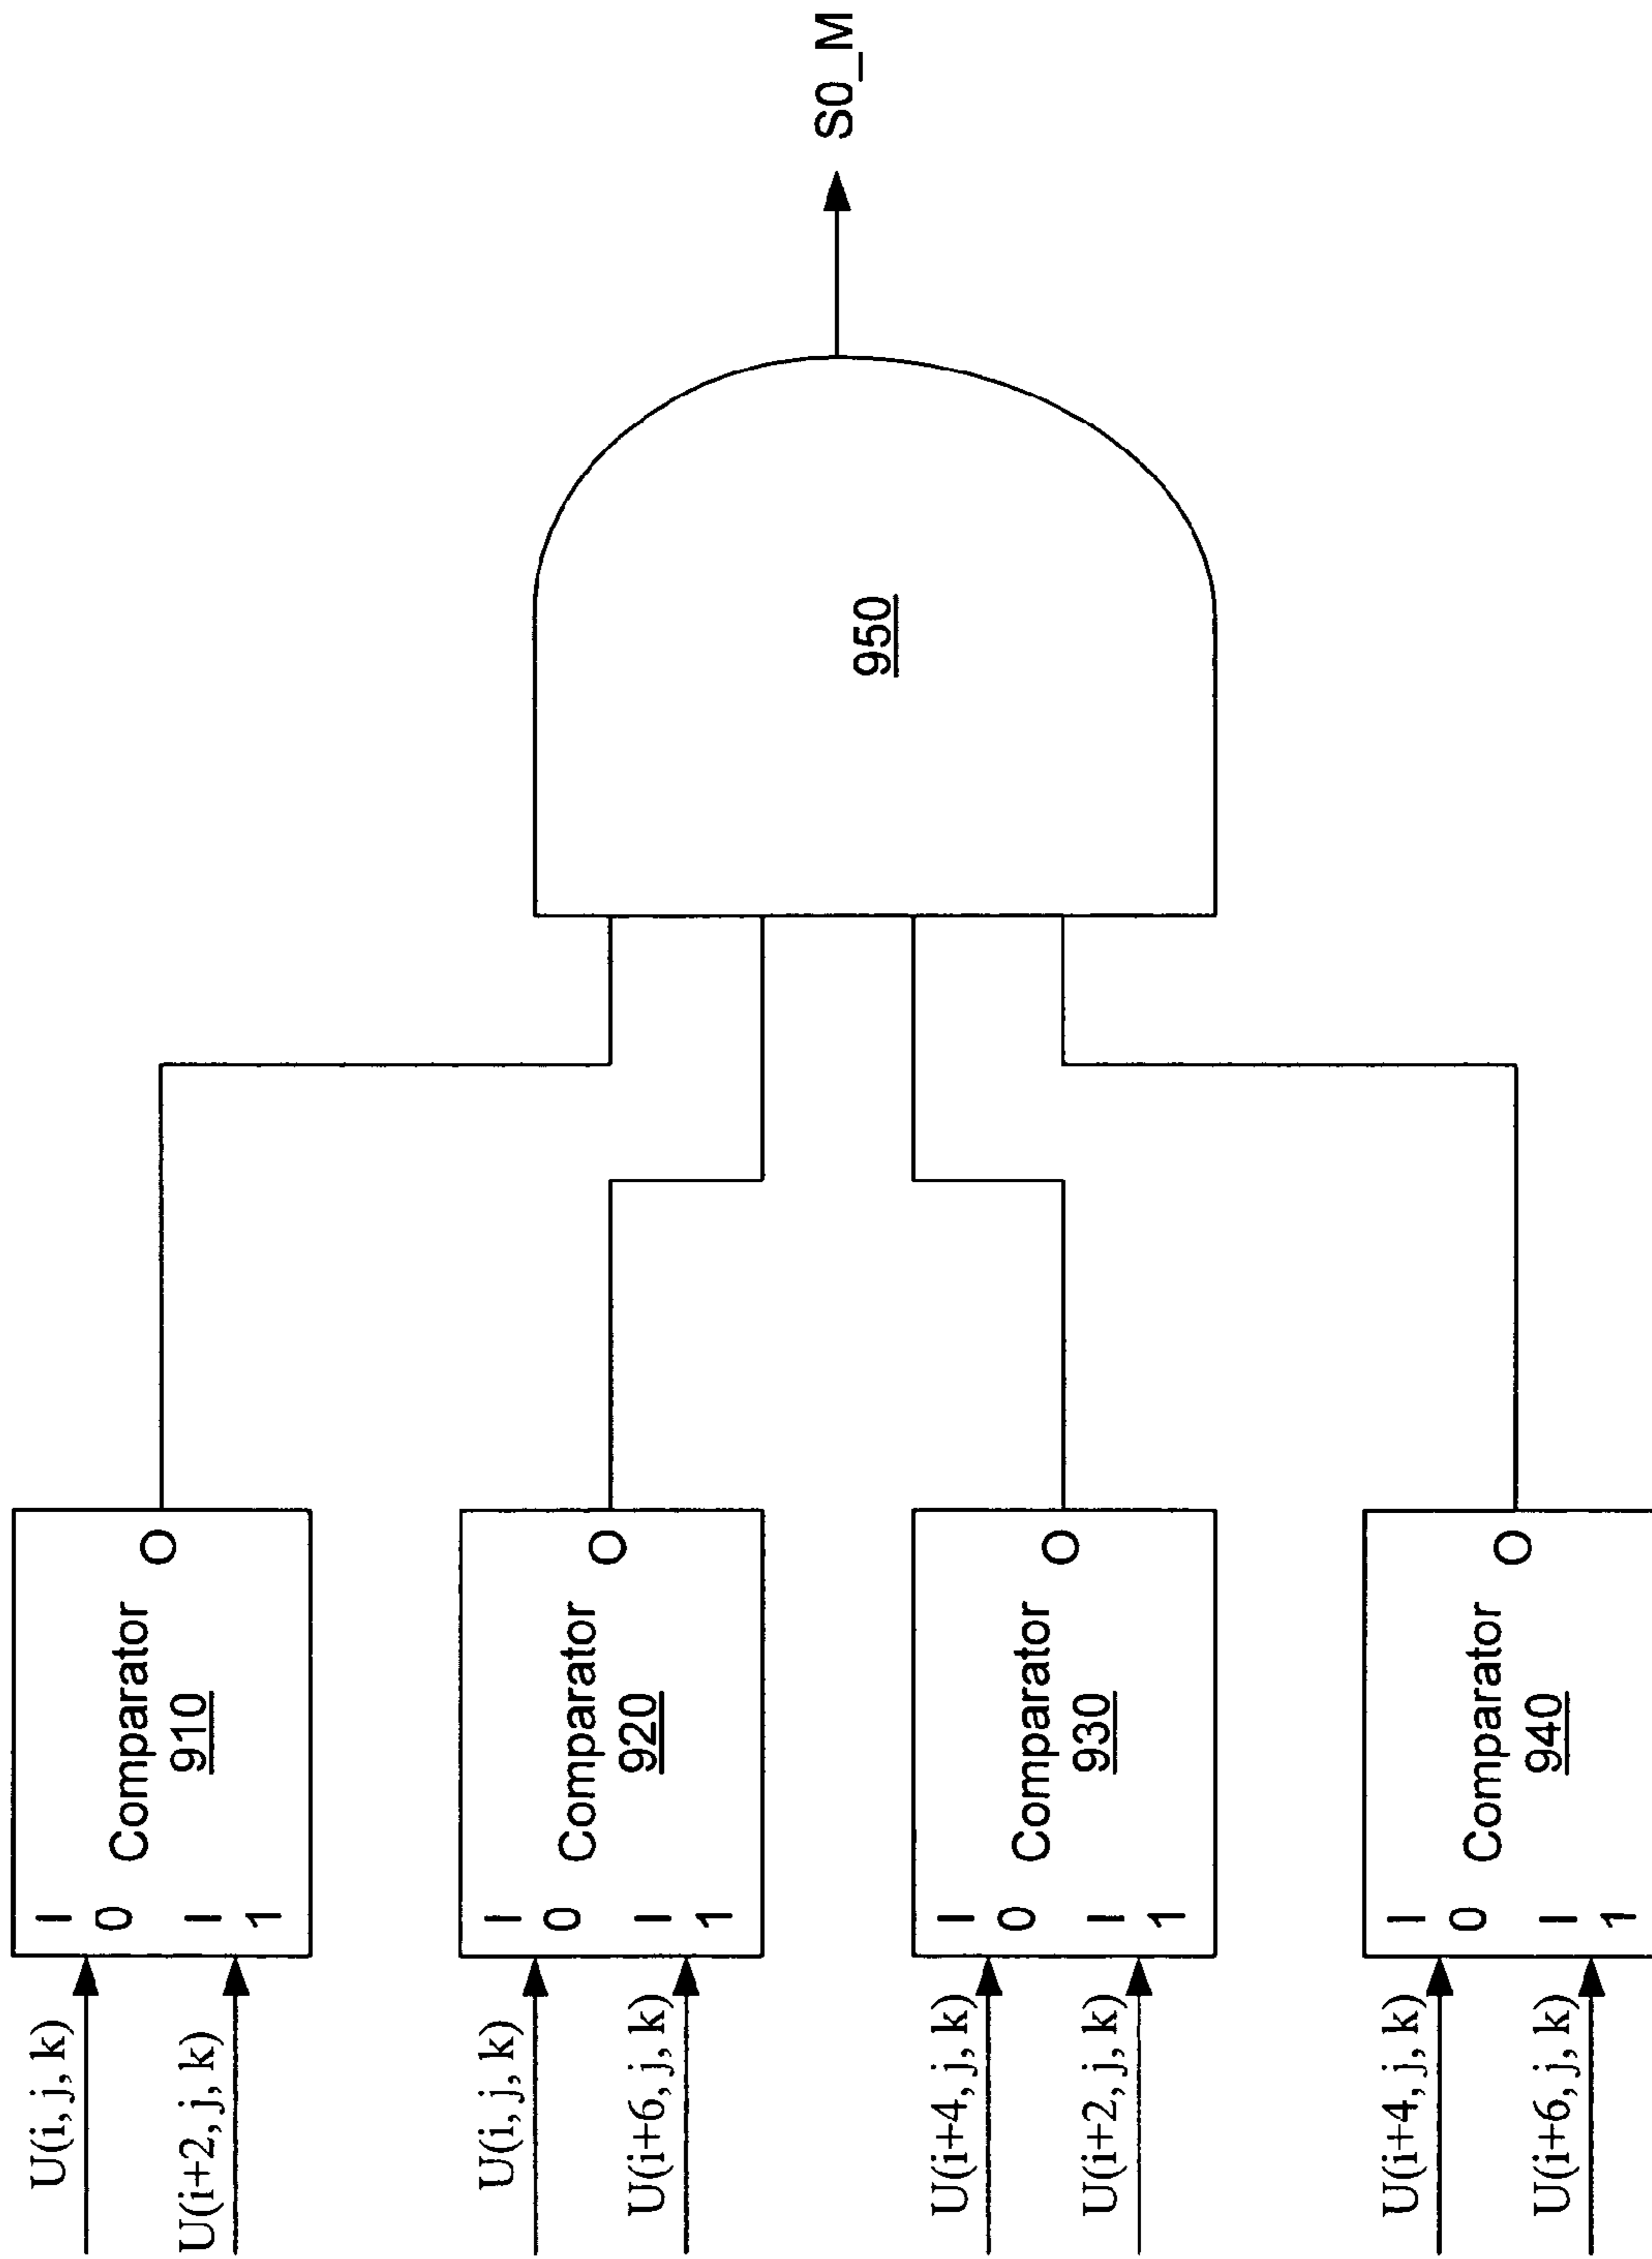 U(i, j, k)
U(i+2, j, k)
I0
I1
Comparator
910
O
U(i, j, k)
U(i+6, j, k)
I0
I1
Comparator
920
O
U(i+4, j, k)
U(i+2, j, k)
I0
I1
Comparator
930
O
U(i+4, j, k)
U(i+6, j, k)
I0
I1
Comparator
940
O
950
S0_M